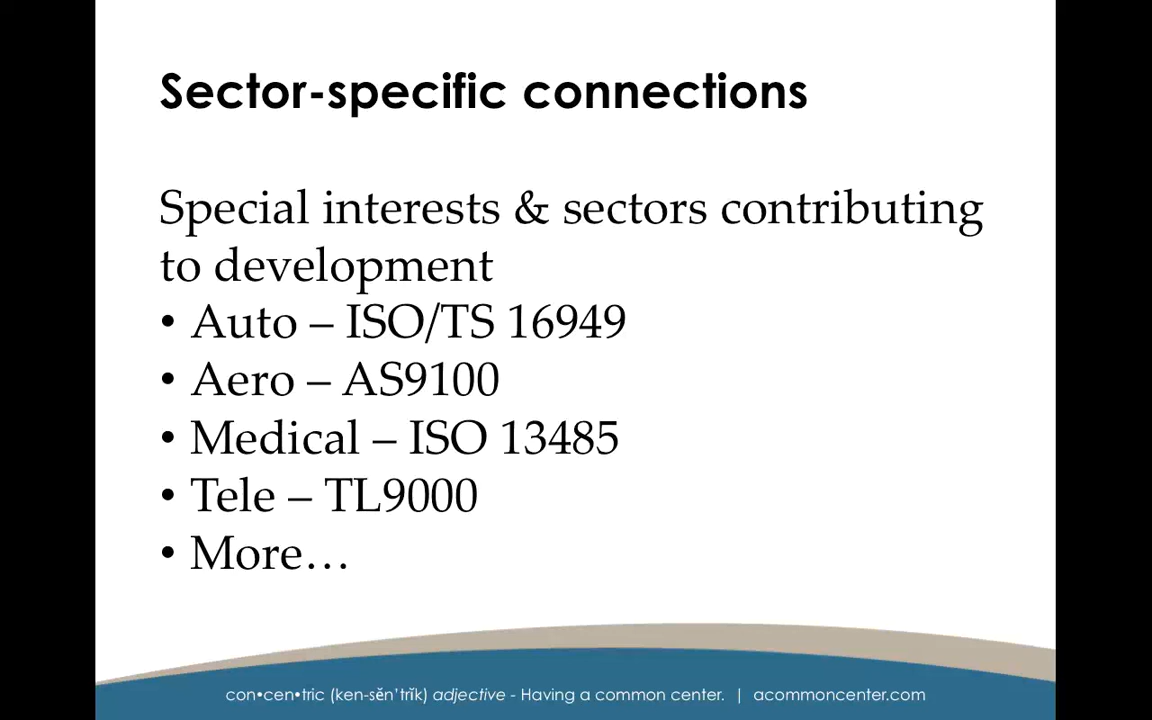 Sector-specific connections
Special interests & sectors contributing
to development
• Auto – ISO/TS 16949
• Aero – AS9100
• Medical – ISO 13485
• Tele – TL9000
• More…
con•cen•tric (ken-sĕn’trĭk) adjective - Having a common center. | acommoncenter.com